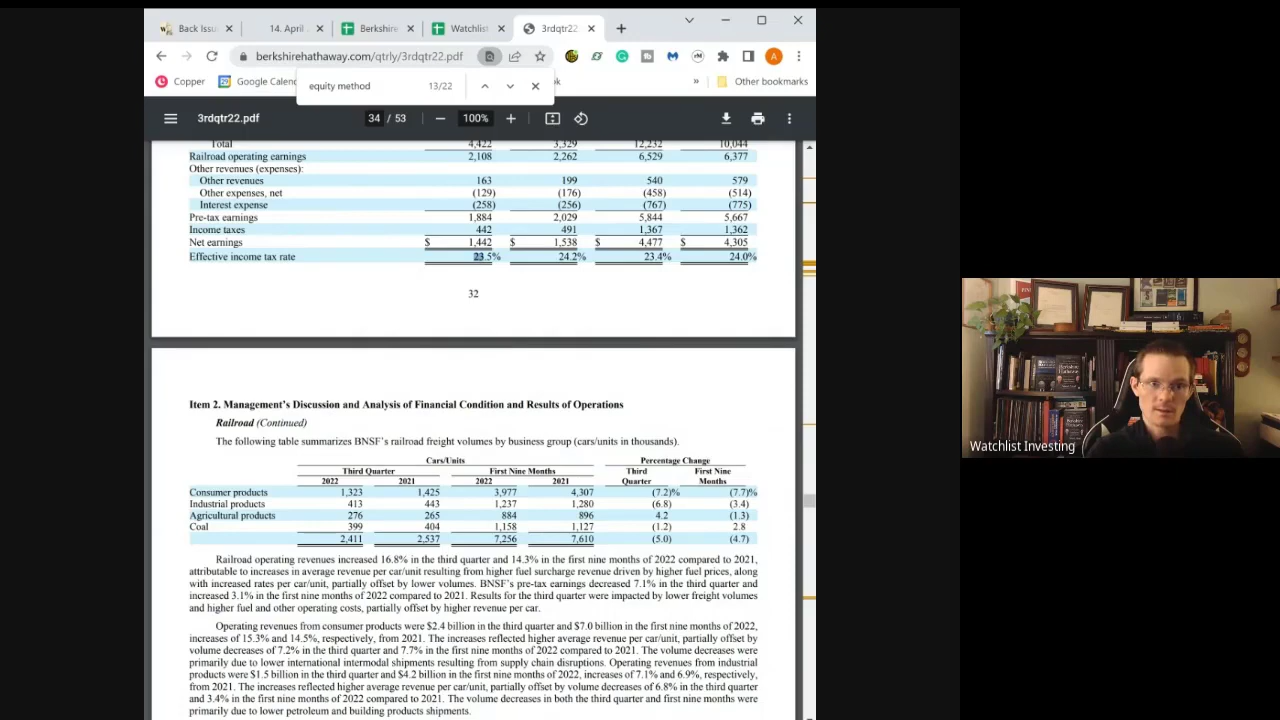 Back Issu
14. April
Berkshire
Watchlist
3rdqtr22
berkshirehathaway.com/qtrly/3rdqtr22.pdf
A
Copper
Google Calend
ok
»
Other bookmarks
equity method 13/22
3rdqtr22.pdf
34 / 53
100%
Total 4,422 3,329 12,232 10,044
Railroad operating earnings 2,108 2,262 6,529 6,377
Other revenues (expenses):
Other revenues 163 199 540 579
Other expenses, net (129) (176) (458) (514)
Interest expense (258) (256) (767) (775)
Pre-tax earnings 1,884 2,029 5,844 5,667
Income taxes 442 491 1,367 1,362
Net earnings $ 1,442 $ 1,538 $ 4,477 $ 4,305
Effective income tax rate 23.5% 24.2% 23.4% 24.0%
32
Item 2. Management's Discussion and Analysis of Financial Condition and Results of Operations
Railroad (Continued)
The following table summarizes BNSF's railroad freight volumes by business group (cars/units in thousands).
Cars/Units Percentage Change
Third Quarter First Nine Months Third Quarter First Nine Months
2022 2021 2022 2021
Consumer products 1,323 1,425 3,977 4,307 (7.2)% (7.7)%
Industrial products 413 443 1,237 1,280 (6.8) (3.4)
Agricultural products 276 265 884 896 4.2 (1.3)
Coal 399 404 1,158 1,127 (1.2) 2.8
2,411 2,537 7,256 7,610 (5.0) (4.7)
Railroad operating revenues increased 16.8% in the third quarter and 14.3% in the first nine months of 2022 compared to 2021,
attributable to increases in average revenue per car/unit resulting from higher fuel surcharge revenue driven by higher fuel prices, along
with increased rates per car/unit, partially offset by lower volumes. BNSF's pre-tax earnings decreased 7.1% in the third quarter and
increased 3.1% in the first nine months of 2022 compared to 2021. Results for the third quarter were impacted by lower freight volumes
and higher fuel and other operating costs, partially offset by higher revenue per car.
Operating revenues from consumer products were $2.4 billion in the third quarter and $7.0 billion in the first nine months of 2022,
increases of 15.3% and 14.5%, respectively, from 2021. The increases reflected higher average revenue per car/unit, partially offset by
volume decreases of 7.2% in the third quarter and 7.7% in the first nine months of 2022 compared to 2021. The volume decreases were
primarily due to lower international intermodal shipments resulting from supply chain disruptions. Operating revenues from industrial
products were $1.5 billion in the third quarter and $4.2 billion in the first nine months of 2022, increases of 7.1% and 6.9%, respectively,
from 2021. The increases reflected higher average revenue per car/unit, partially offset by volume decreases of 6.8% in the third quarter
and 3.4% in the first nine months of 2022 compared to 2021. The volume decreases in both the third quarter and first nine months were
primarily due to lower petroleum and building products shipments.
Watchlist Investing